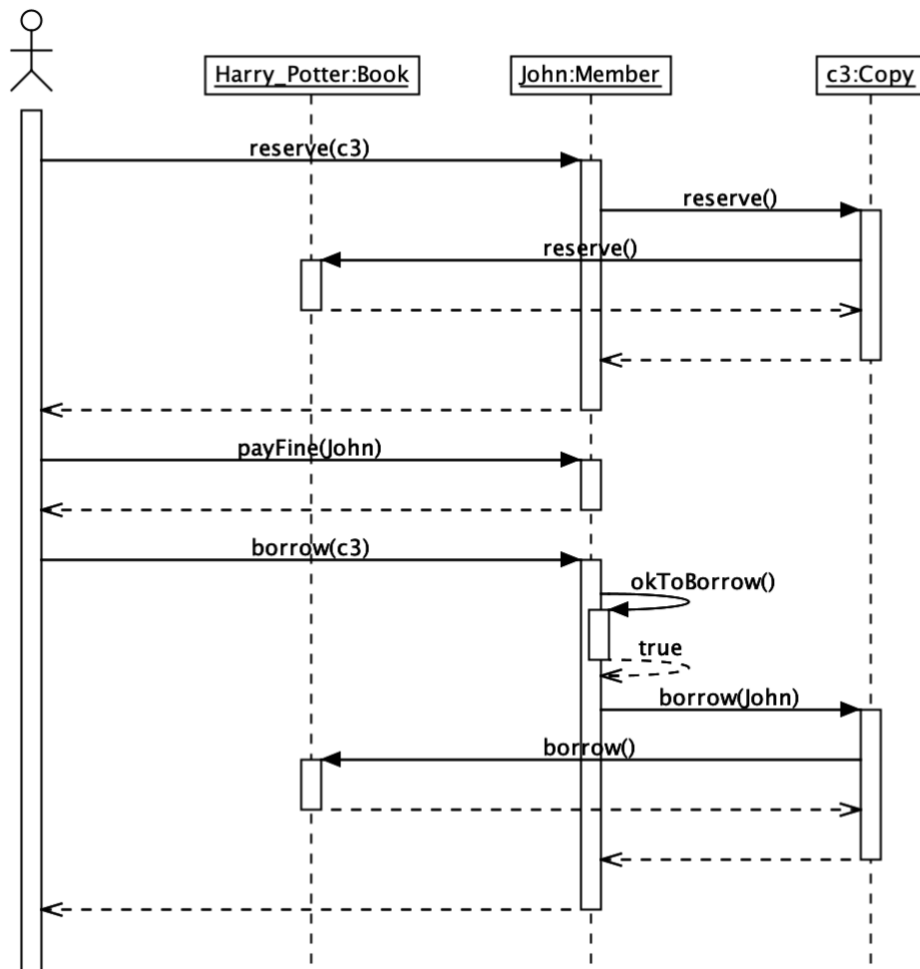 Harry_Potter:Book
John:Member
c3:Copy
reserve(c3)
reserve()
reserve()
payFine(John)
borrow(c3)
okToBorrow()
true
borrow(John)
borrow()